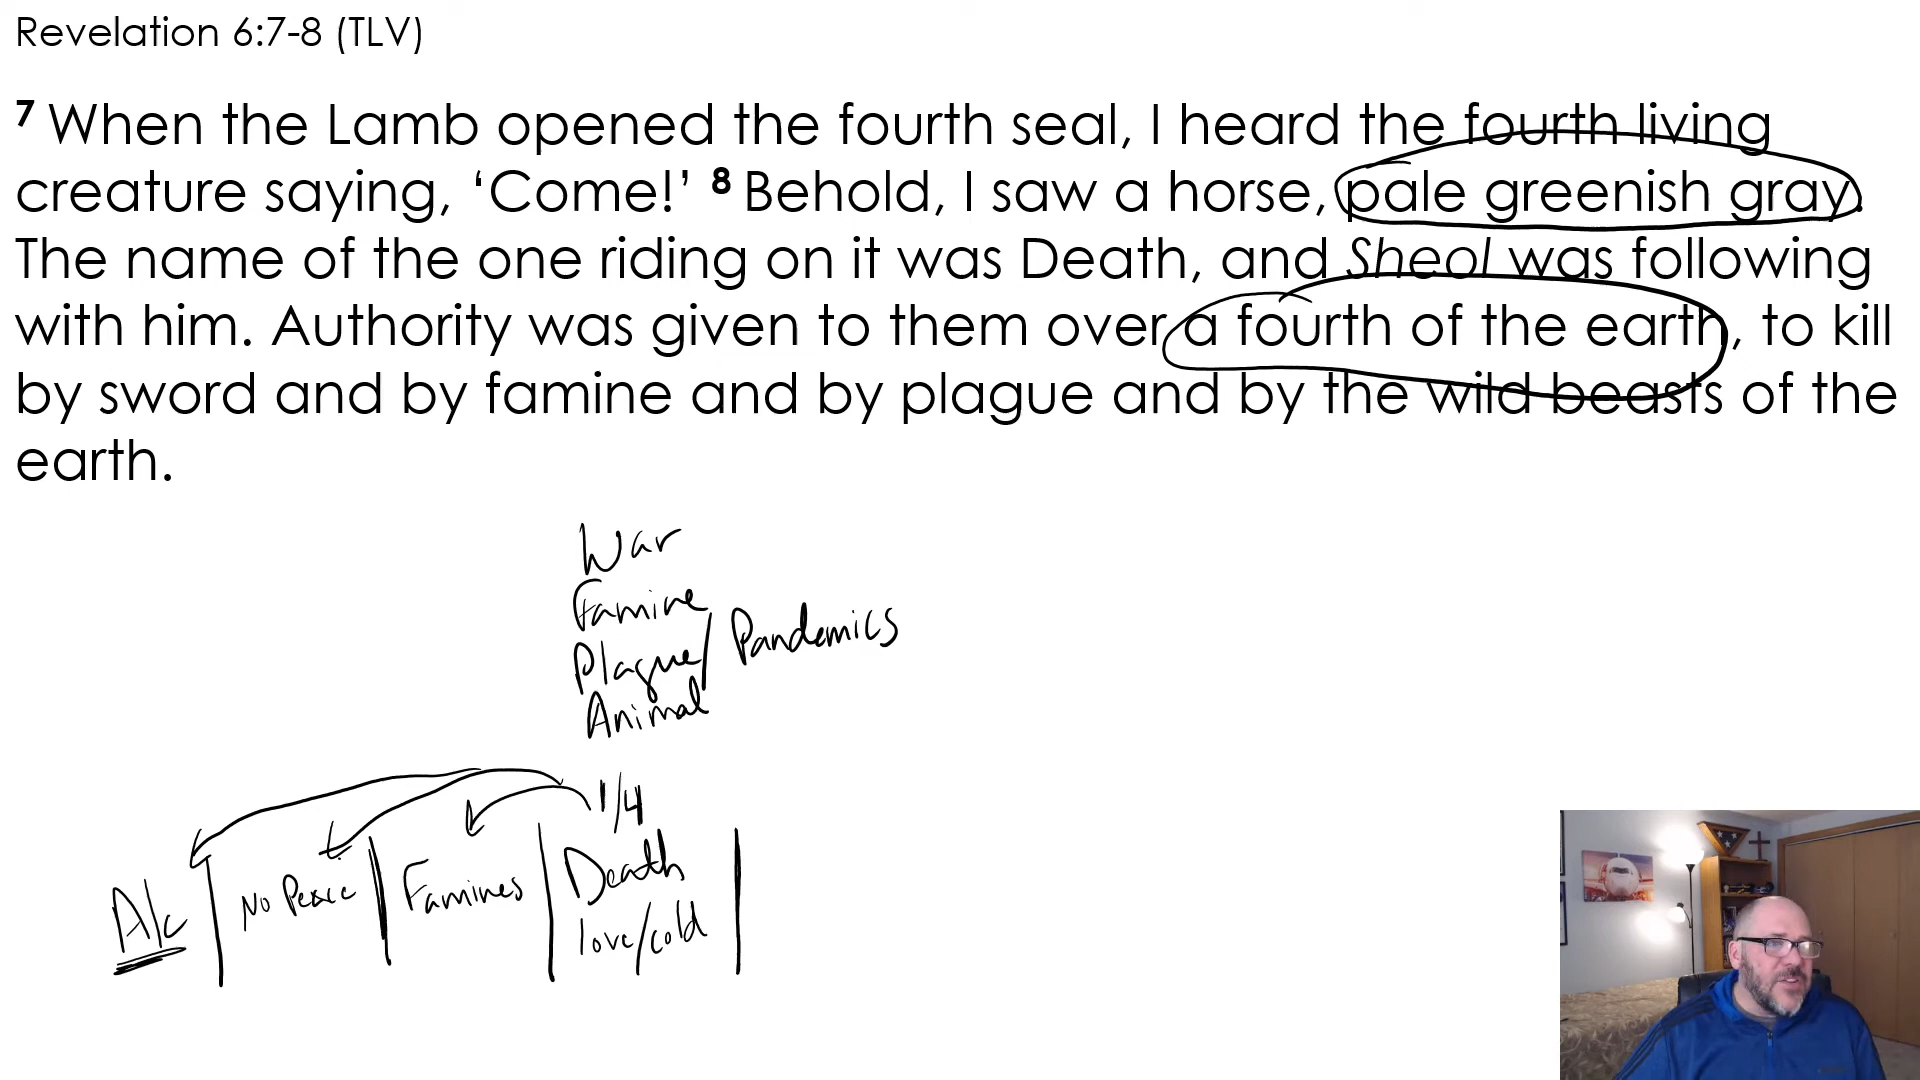 Revelation 6:7-8 (TLV)
7 When the Lamb opened the fourth seal, I heard the fourth living
creature saying, ‘Come!’ 8 Behold, I saw a horse, pale greenish gray.
The name of the one riding on it was Death, and Sheol was following
with him. Authority was given to them over a fourth of the earth, to kill
by sword and by famine and by plague and by the wild beasts of the
earth.
War
Famine
Plague/ Pandemics
Animal
1/4
A/c No Peace Famines Death
love/cold